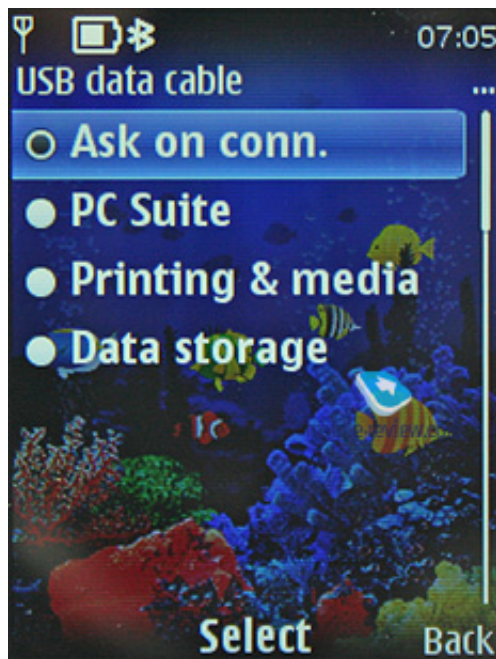 07:05
USB data cable ...
Ask on conn.
PC Suite
Printing & media
Data storage
Select Back